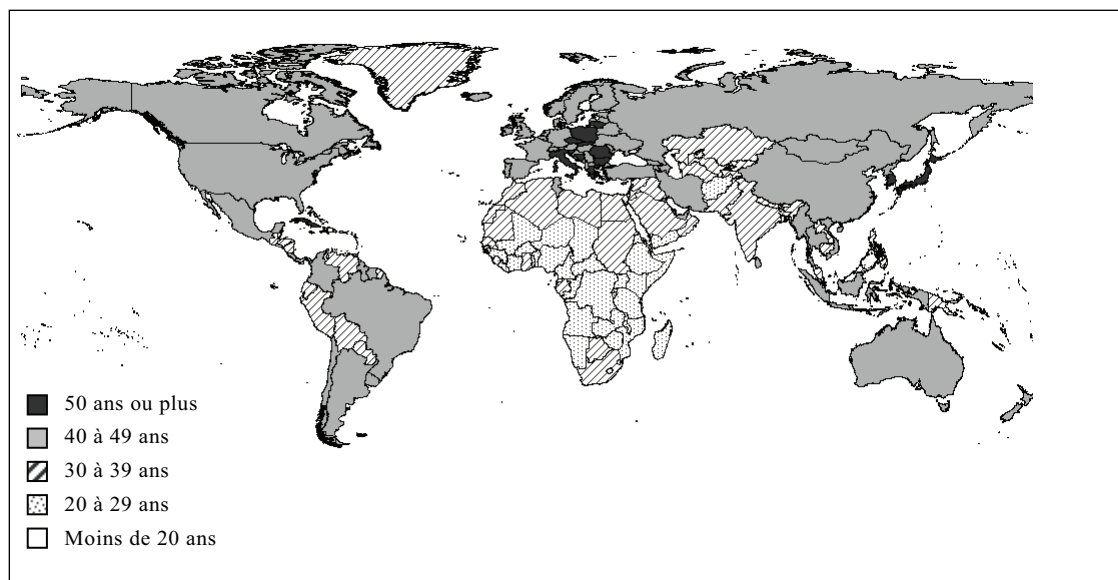 50 ans ou plus
40 à 49 ans
30 à 39 ans
20 à 29 ans
Moins de 20 ans